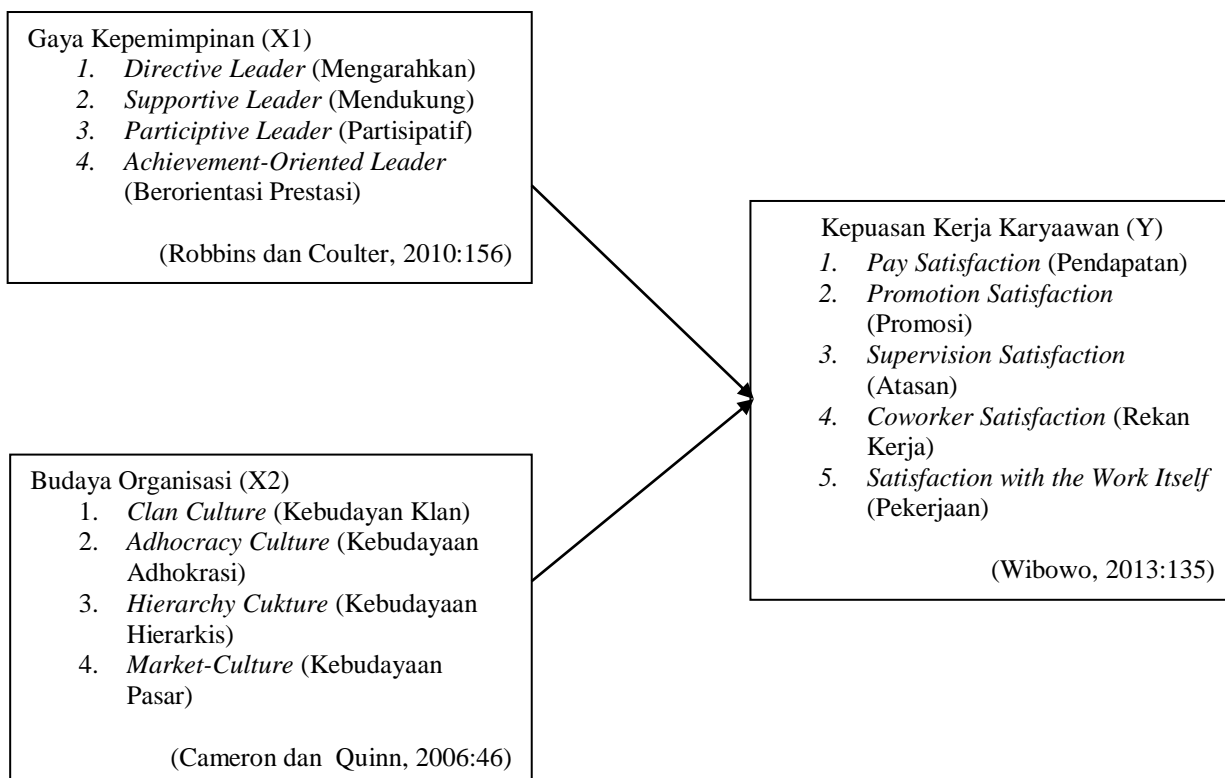 Gaya Kepemimpinan (X1)
1. Directive Leader (Mengarahkan)
2. Supportive Leader (Mendukung)
3. Participtive Leader (Partisipatif)
4. Achievement-Oriented Leader
(Berorientasi Prestasi)
(Robbins dan Coulter, 2010:156)
Budaya Organisasi (X2)
1. Clan Culture (Kebudayan Klan)
2. Adhocracy Culture (Kebudayaan
Adhokrasi)
3. Hierarchy Cukture (Kebudayaan
Hierarkis)
4. Market-Culture (Kebudayaan
Pasar)
(Cameron dan Quinn, 2006:46)
Kepuasan Kerja Karyaawan (Y)
1. Pay Satisfaction (Pendapatan)
2. Promotion Satisfaction
(Promosi)
3. Supervision Satisfaction
(Atasan)
4. Coworker Satisfaction (Rekan
Kerja)
5. Satisfaction with the Work Itself
(Pekerjaan)
(Wibowo, 2013:135)